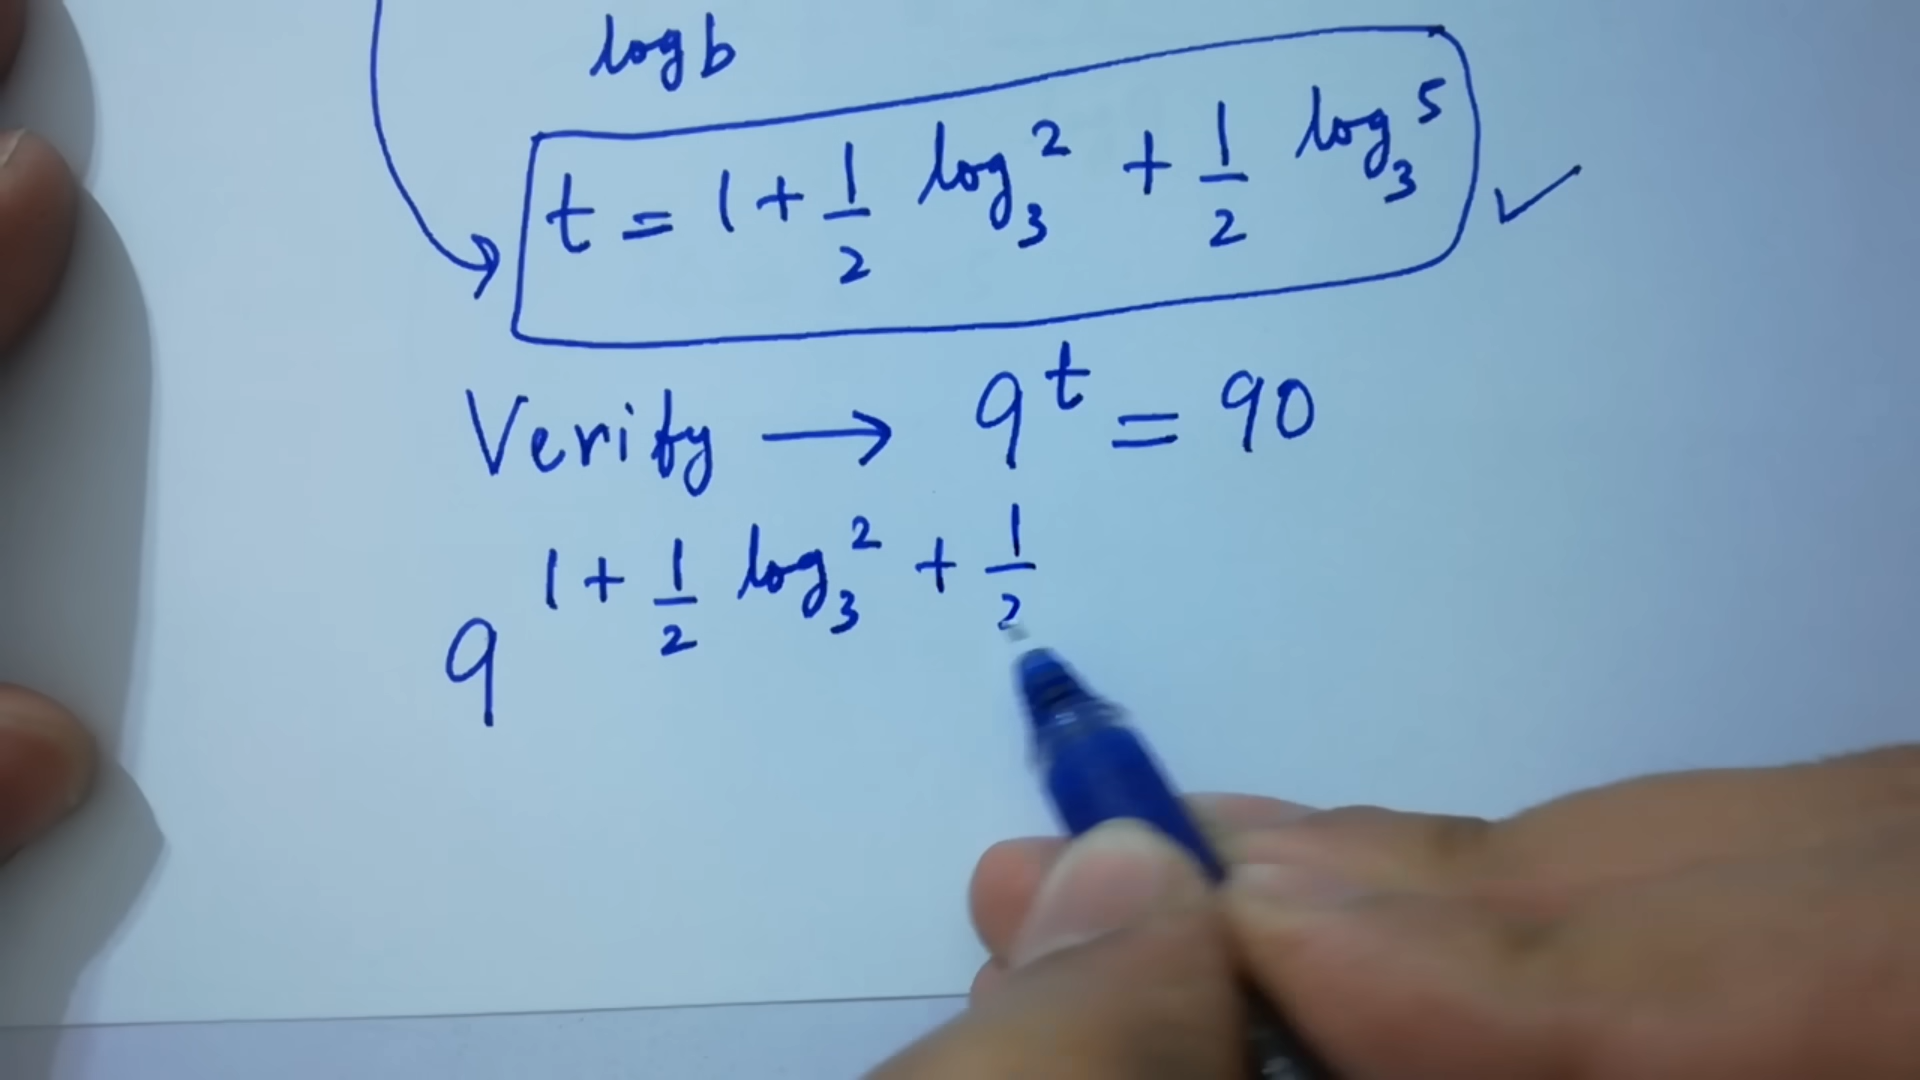 log b
t = 1 + 1/2 log₃² + 1/2 log₃⁵ ✓
Verify → 9ᵗ = 90
9^(1 + 1/2 log₃² + 1/2